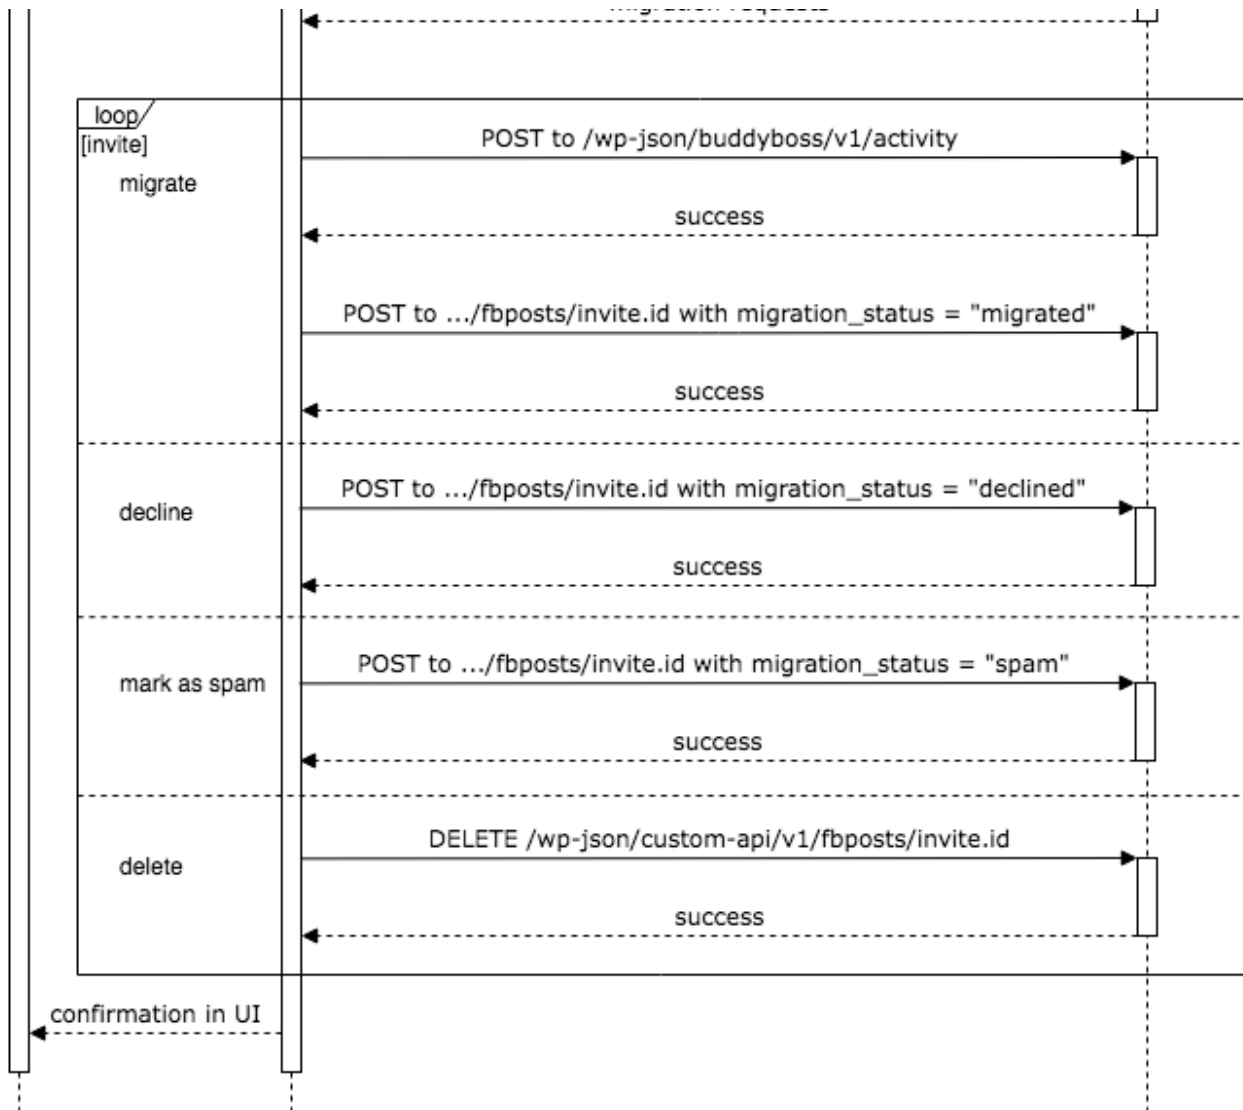 migration requests
loop
[invite]
POST to /wp-json/buddyboss/v1/activity
migrate
success
POST to .../fbposts/invite.id with migration_status = "migrated"
success
POST to .../fbposts/invite.id with migration_status = "declined"
decline
success
POST to .../fbposts/invite.id with migration_status = "spam"
mark as spam
success
DELETE /wp-json/custom-api/v1/fbposts/invite.id
delete
success
confirmation in UI